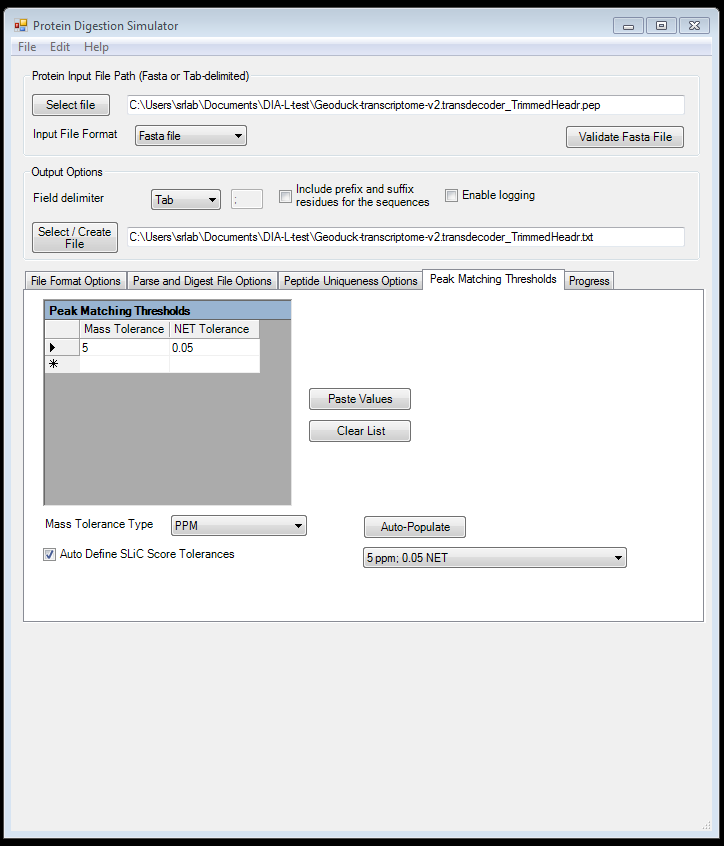 Protein Digestion Simulator
File Edit Help
Protein Input File Path (Fasta or Tab-delimited)
Select file C:\Users\srlab\Documents\DIA-L-test\Geoduck-transcriptome-v2.transdecoder_TrimmedHeadr.pep
Input File Format Fasta file Validate Fasta File
Output Options
Field delimiter Tab ; Include prefix and suffix residues for the sequences Enable logging
Select / Create File C:\Users\srlab\Documents\DIA-L-test\Geoduck-transcriptome-v2.transdecoder_TrimmedHeadr.txt
File Format Options Parse and Digest File Options Peptide Uniqueness Options Peak Matching Thresholds Progress
Peak Matching Thresholds
Mass Tolerance NET Tolerance
5 0.05
Paste Values
Clear List
Mass Tolerance Type PPM Auto-Populate
Auto Define SLiC Score Tolerances 5 ppm; 0.05 NET